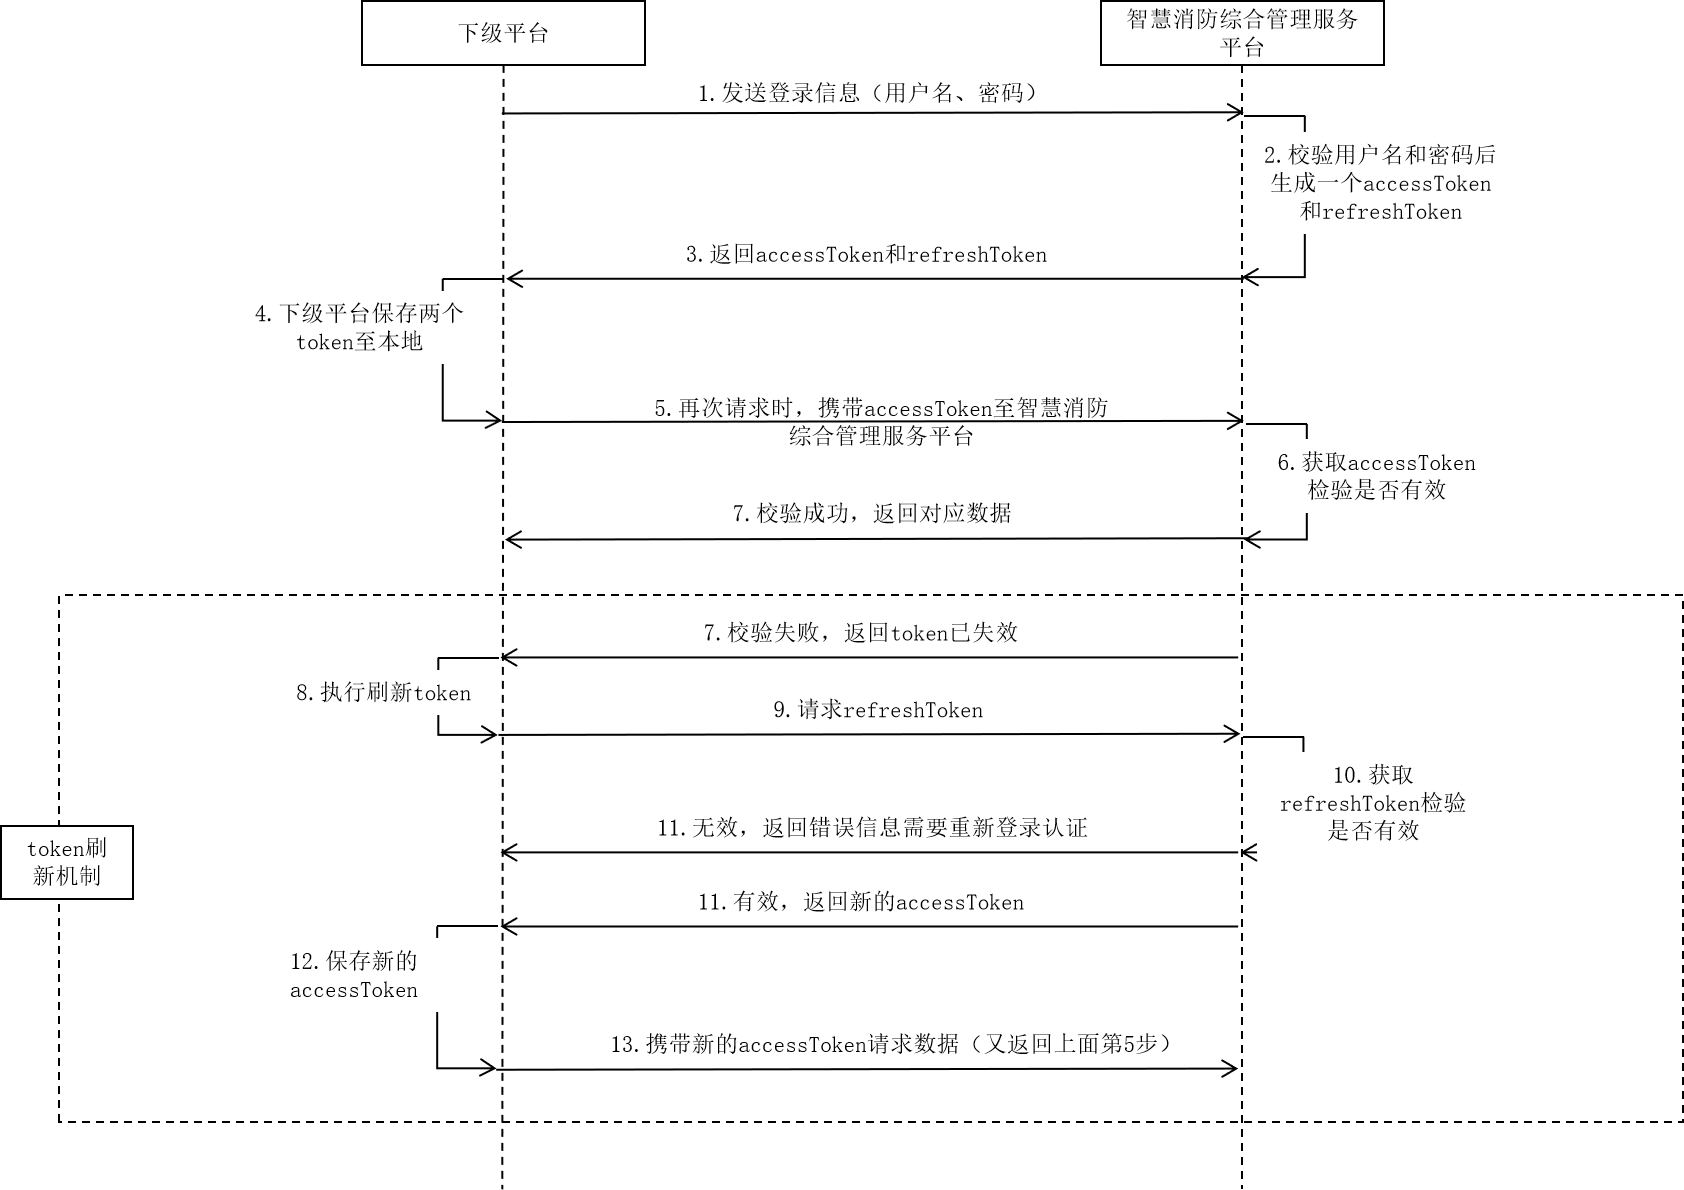 下级平台
智慧消防综合管理服务
平台
1.发送登录信息（用户名、密码）
2.校验用户名和密码后
生成一个accessToken
和refreshToken
3.返回accessToken和refreshToken
4.下级平台保存两个
token至本地
5.再次请求时，携带accessToken至智慧消防
综合管理服务平台
6.获取accessToken
检验是否有效
7.校验成功，返回对应数据
7.校验失败，返回token已失效
8.执行刷新token
9.请求refreshToken
10.获取
refreshToken检验
是否有效
11.无效，返回错误信息需要重新登录认证
token刷
新机制
11.有效，返回新的accessToken
12.保存新的
accessToken
13.携带新的accessToken请求数据（又返回上面第5步）